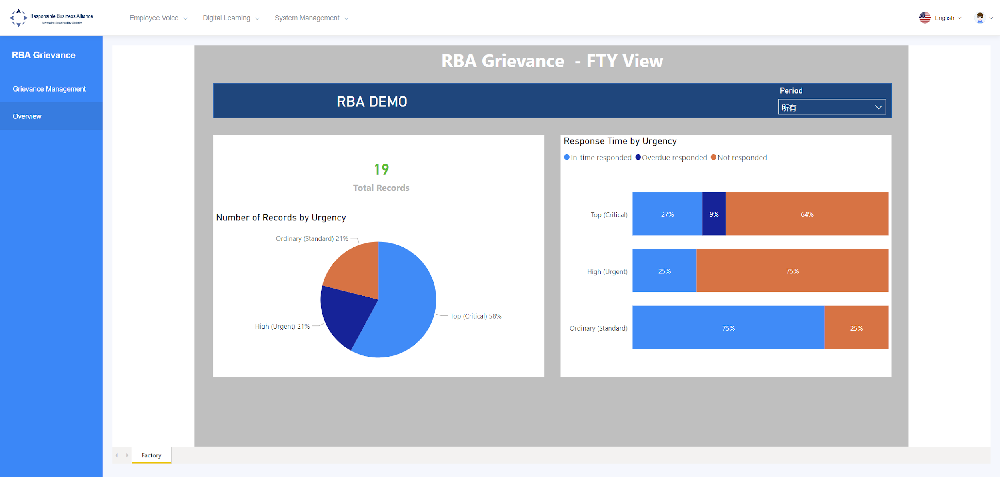 Responsible Business Alliance
Advancing Sustainability Globally
Employee Voice
Digital Learning
System Management
English
RBA Grievance
Grievance Management
Overview
RBA Grievance - FTY View
RBA DEMO
Period
所有
19
Total Records
Number of Records by Urgency
Ordinary (Standard) 21%
High (Urgent) 21%
Top (Critical) 58%
Response Time by Urgency
In-time responded Overdue responded Not responded
Top (Critical) 27% 9% 64%
High (Urgent) 25% 75%
Ordinary (Standard) 75% 25%
Factory